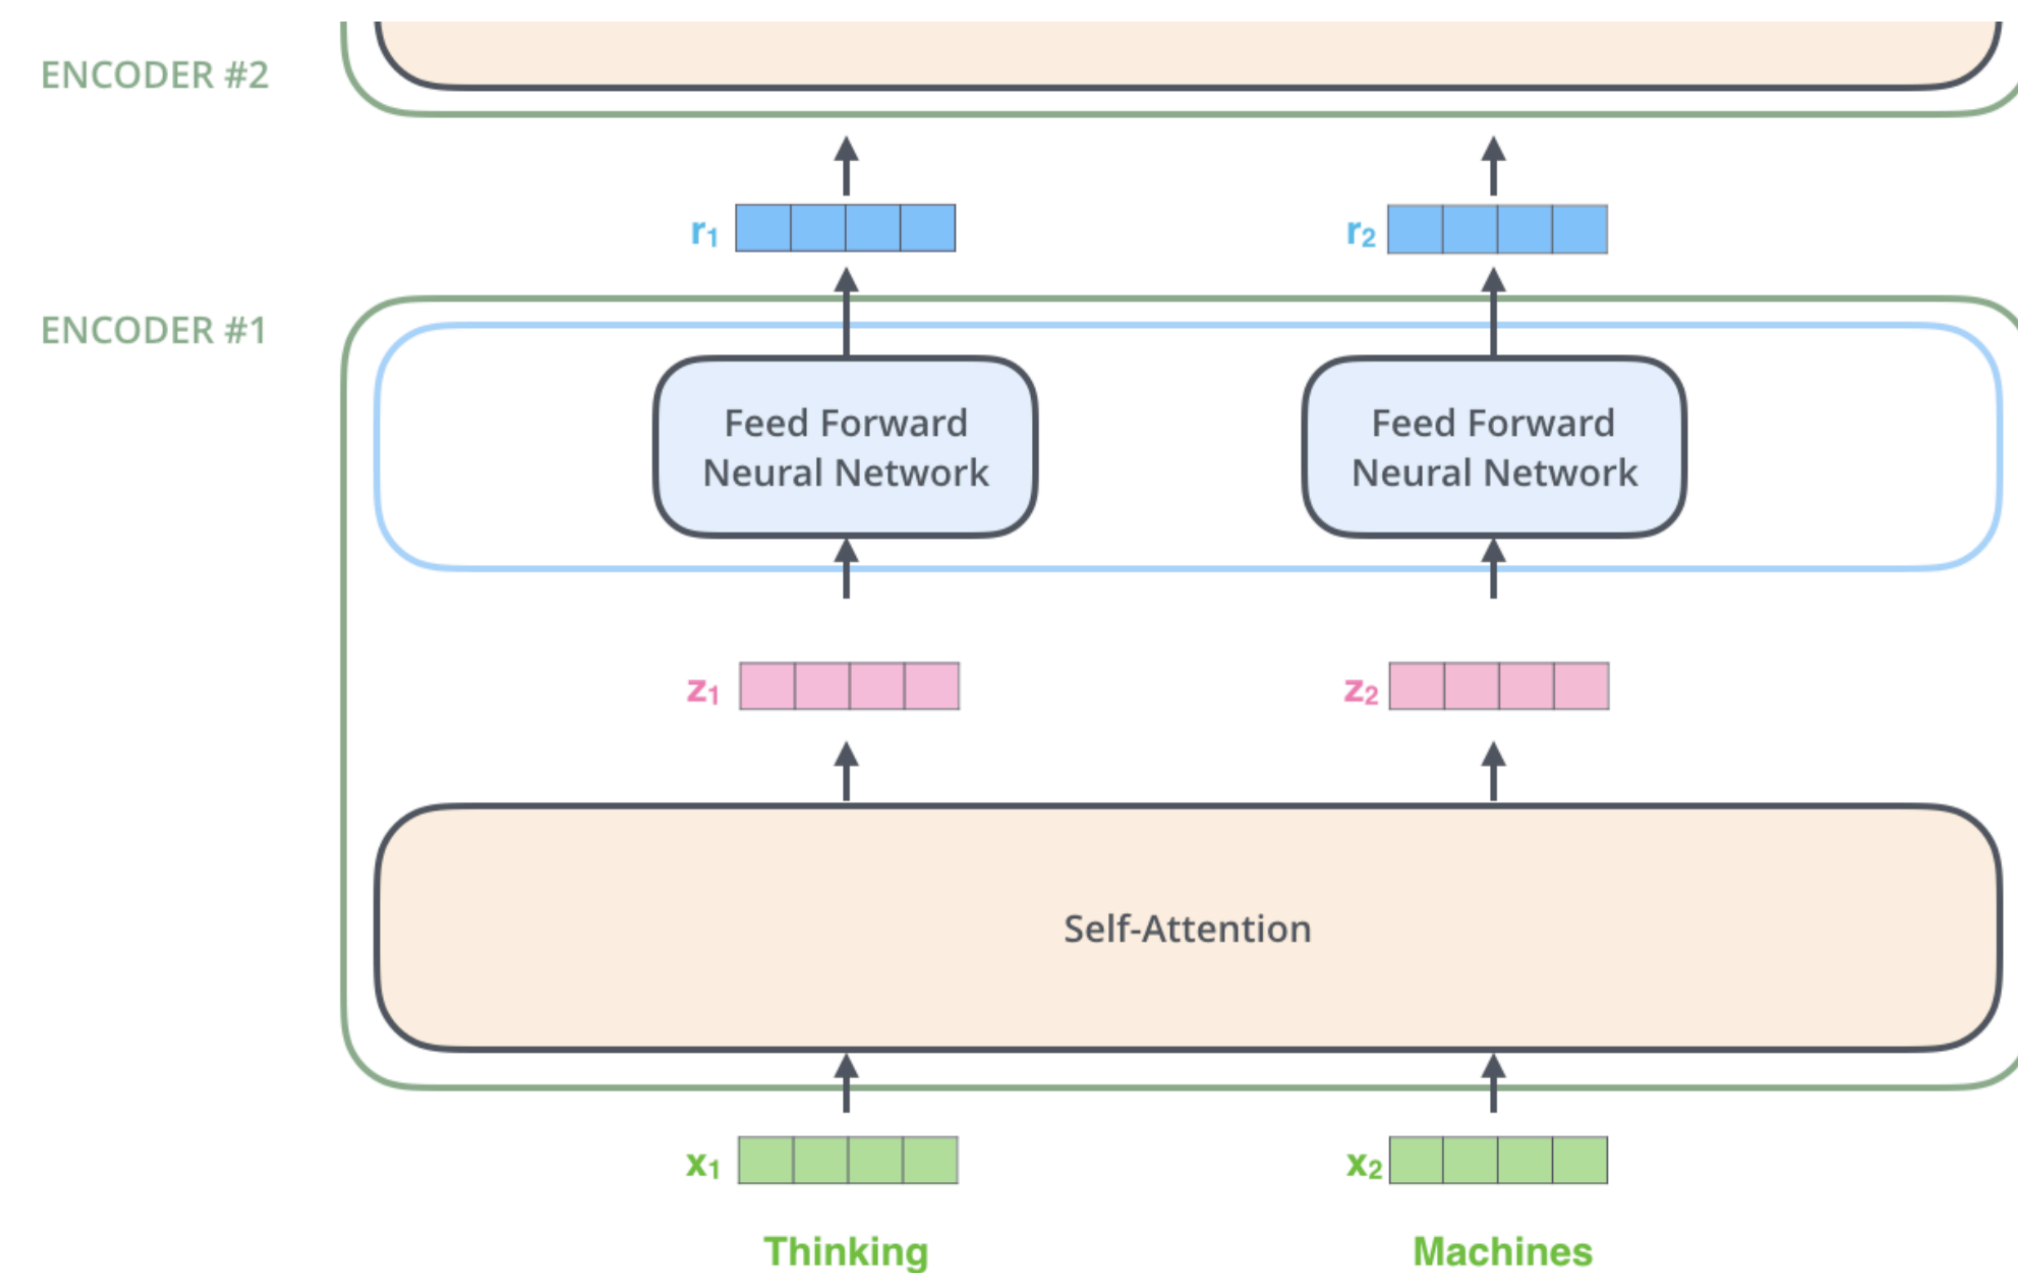 ENCODER #2
r₁
r₂
ENCODER #1
Feed Forward
Neural Network
Feed Forward
Neural Network
z₁
z₂
Self-Attention
x₁
x₂
Thinking
Machines